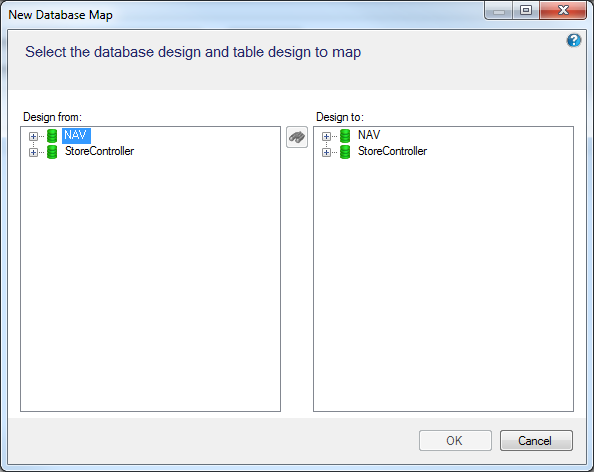 New Database Map
Select the database design and table design to map
Design from:
Design to:
NAV
StoreController
NAV
StoreController
OK
Cancel